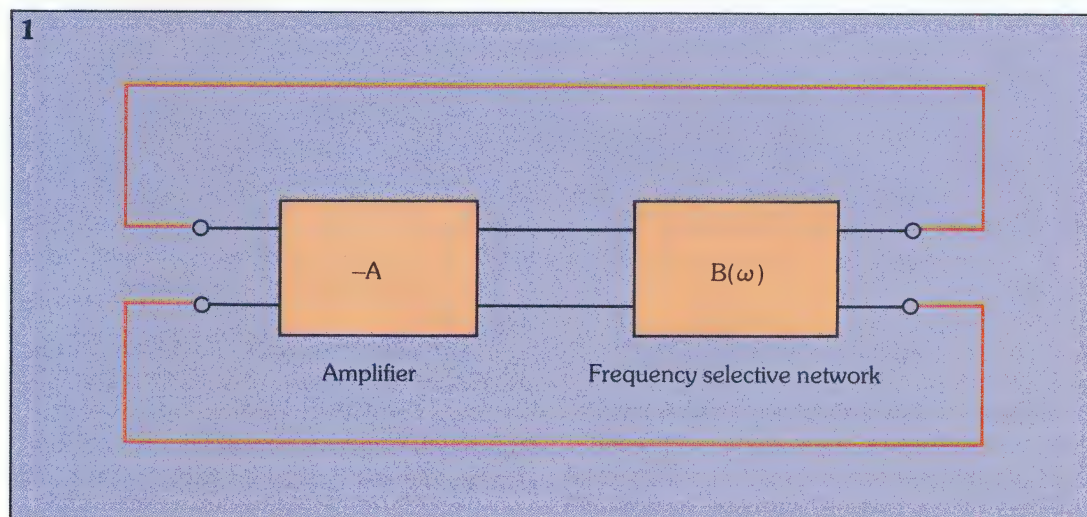 1
–A
B(ω)
Amplifier
Frequency selective network